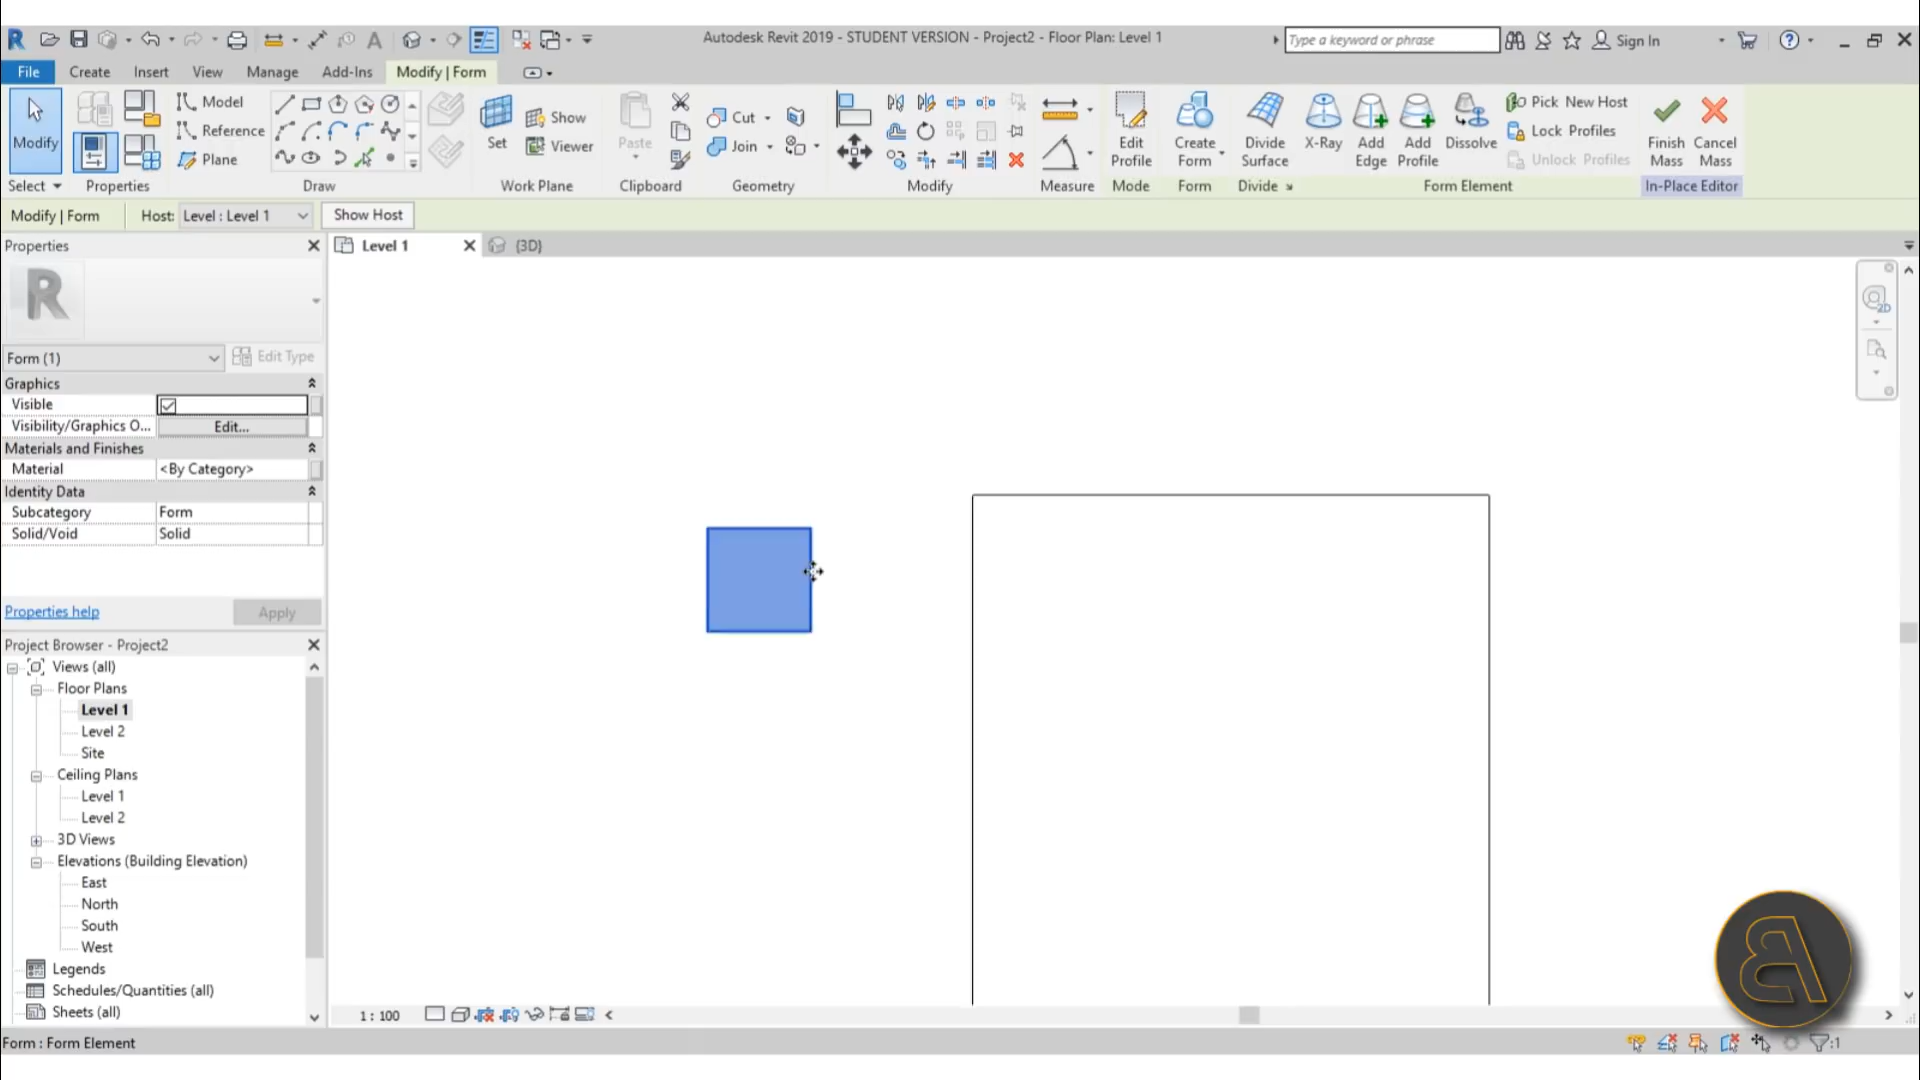 Autodesk Revit 2019 - STUDENT VERSION - Project2 - Floor Plan: Level 1
Type a keyword or phrase
Sign In
File Create Insert View Manage Add-Ins Modify | Form
Modify
Model
Reference
Plane
Set
Show
Viewer
Paste
Cut
Join
Edit Profile
Create Form
Divide Surface
X-Ray
Add Edge
Add Profile
Dissolve
Pick New Host
Lock Profiles
Unlock Profiles
Finish Mass
Cancel Mass
Select Properties Draw Work Plane Clipboard Geometry Modify Measure Mode Form Divide Form Element In-Place Editor
Modify | Form Host: Level : Level 1 Show Host
Properties
Level 1
{3D}
2D
R
Form (1)
Edit Type
Graphics
Visible
Visibility/Graphics O... Edit...
Materials and Finishes
Material <By Category>
Identity Data
Subcategory Form
Solid/Void Solid
Properties help Apply
Project Browser - Project2
Views (all)
Floor Plans
Level 1
Level 2
Site
Ceiling Plans
Level 1
Level 2
3D Views
Elevations (Building Elevation)
East
North
South
West
Legends
Schedules/Quantities (all)
Sheets (all)
1 : 100
Form : Form Element
:1